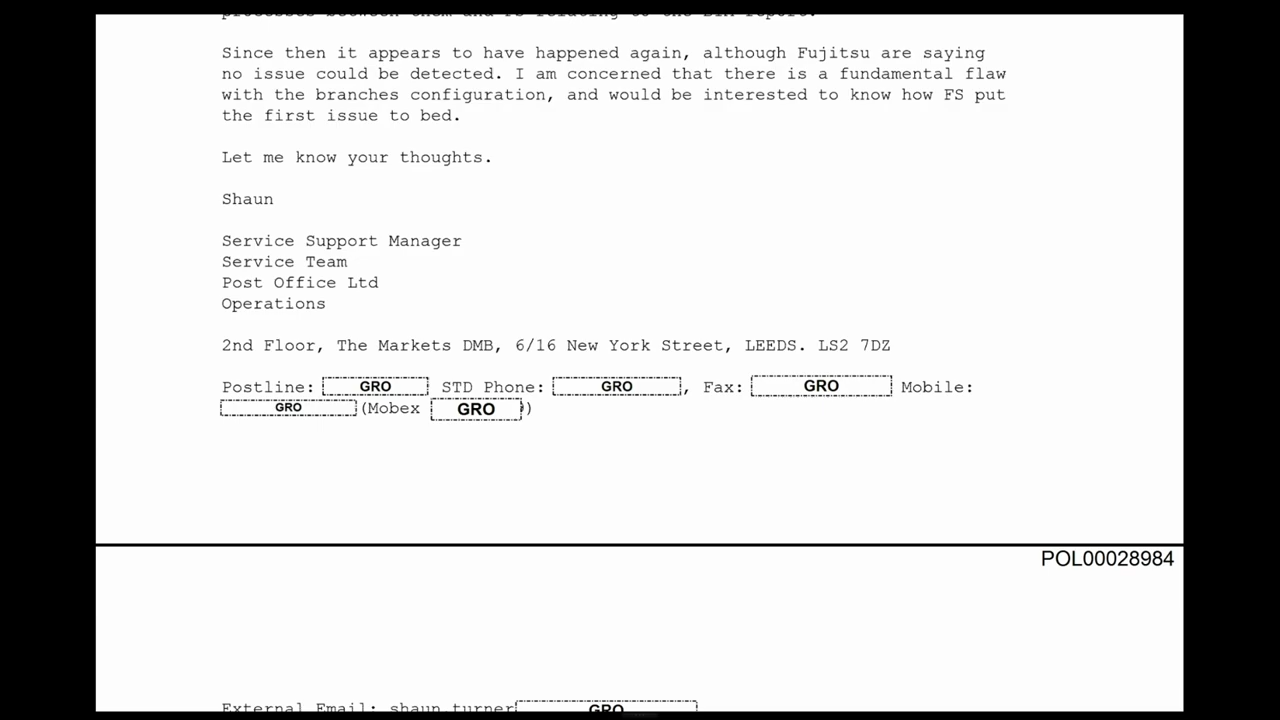 Since then it appears to have happened again, although Fujitsu are saying
no issue could be detected. I am concerned that there is a fundamental flaw
with the branches configuration, and would be interested to know how FS put
the first issue to bed.
Let me know your thoughts.
Shaun
Service Support Manager
Service Team
Post Office Ltd
Operations
2nd Floor, The Markets DMB, 6/16 New York Street, LEEDS. LS2 7DZ
Postline: GRO STD Phone: GRO, Fax: GRO Mobile:
GRO (Mobex GRO)
POL00028984
External Email: shaun.turner GRO